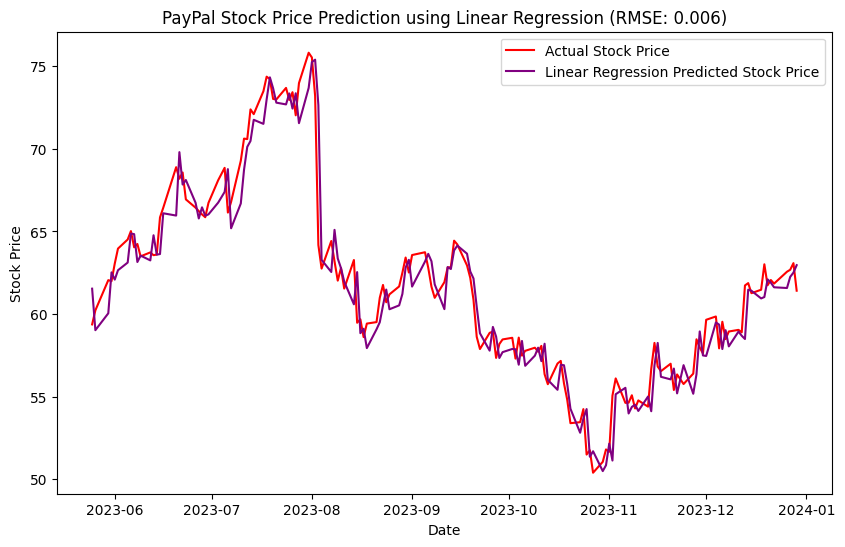 PayPal Stock Price Prediction using Linear Regression (RMSE: 0.006)
Actual Stock Price
Linear Regression Predicted Stock Price
Stock Price
75
70
65
60
55
50
2023-06 2023-07 2023-08 2023-09 2023-10 2023-11 2023-12 2024-01
Date